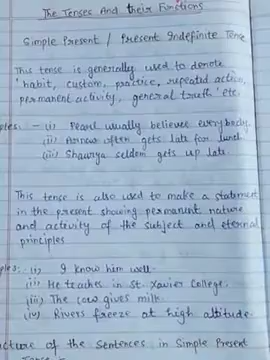 The Tenses And their Functions
Simple Present / Present Indefinite Tense
This tense is generally used to denote
'habit, custom, practice, repeated action,
permanent activity, general truth' etc.
ples: - (i) Pearl usually believes everybody.
(ii) Arnav often gets late for lunch
(iii) Shaurya seldom gets up late
This tense is also used to make a statement
in the present showing permanent nature
and activity of the subject and eternal
principles
ples: (i) I know him well.
(ii) He teaches in St. Xavier College.
(iii) The cow gives milk.
(iv) Rivers freeze at high altitude.
cture of the Sentences in Simple Present